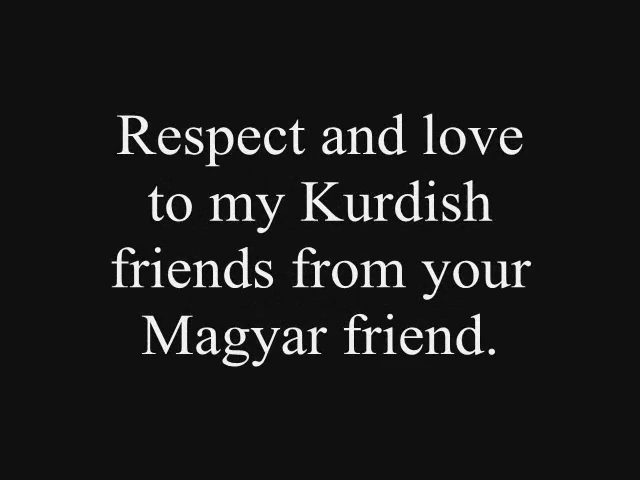 Respect and love
to my Kurdish
friends from your
Magyar friend.